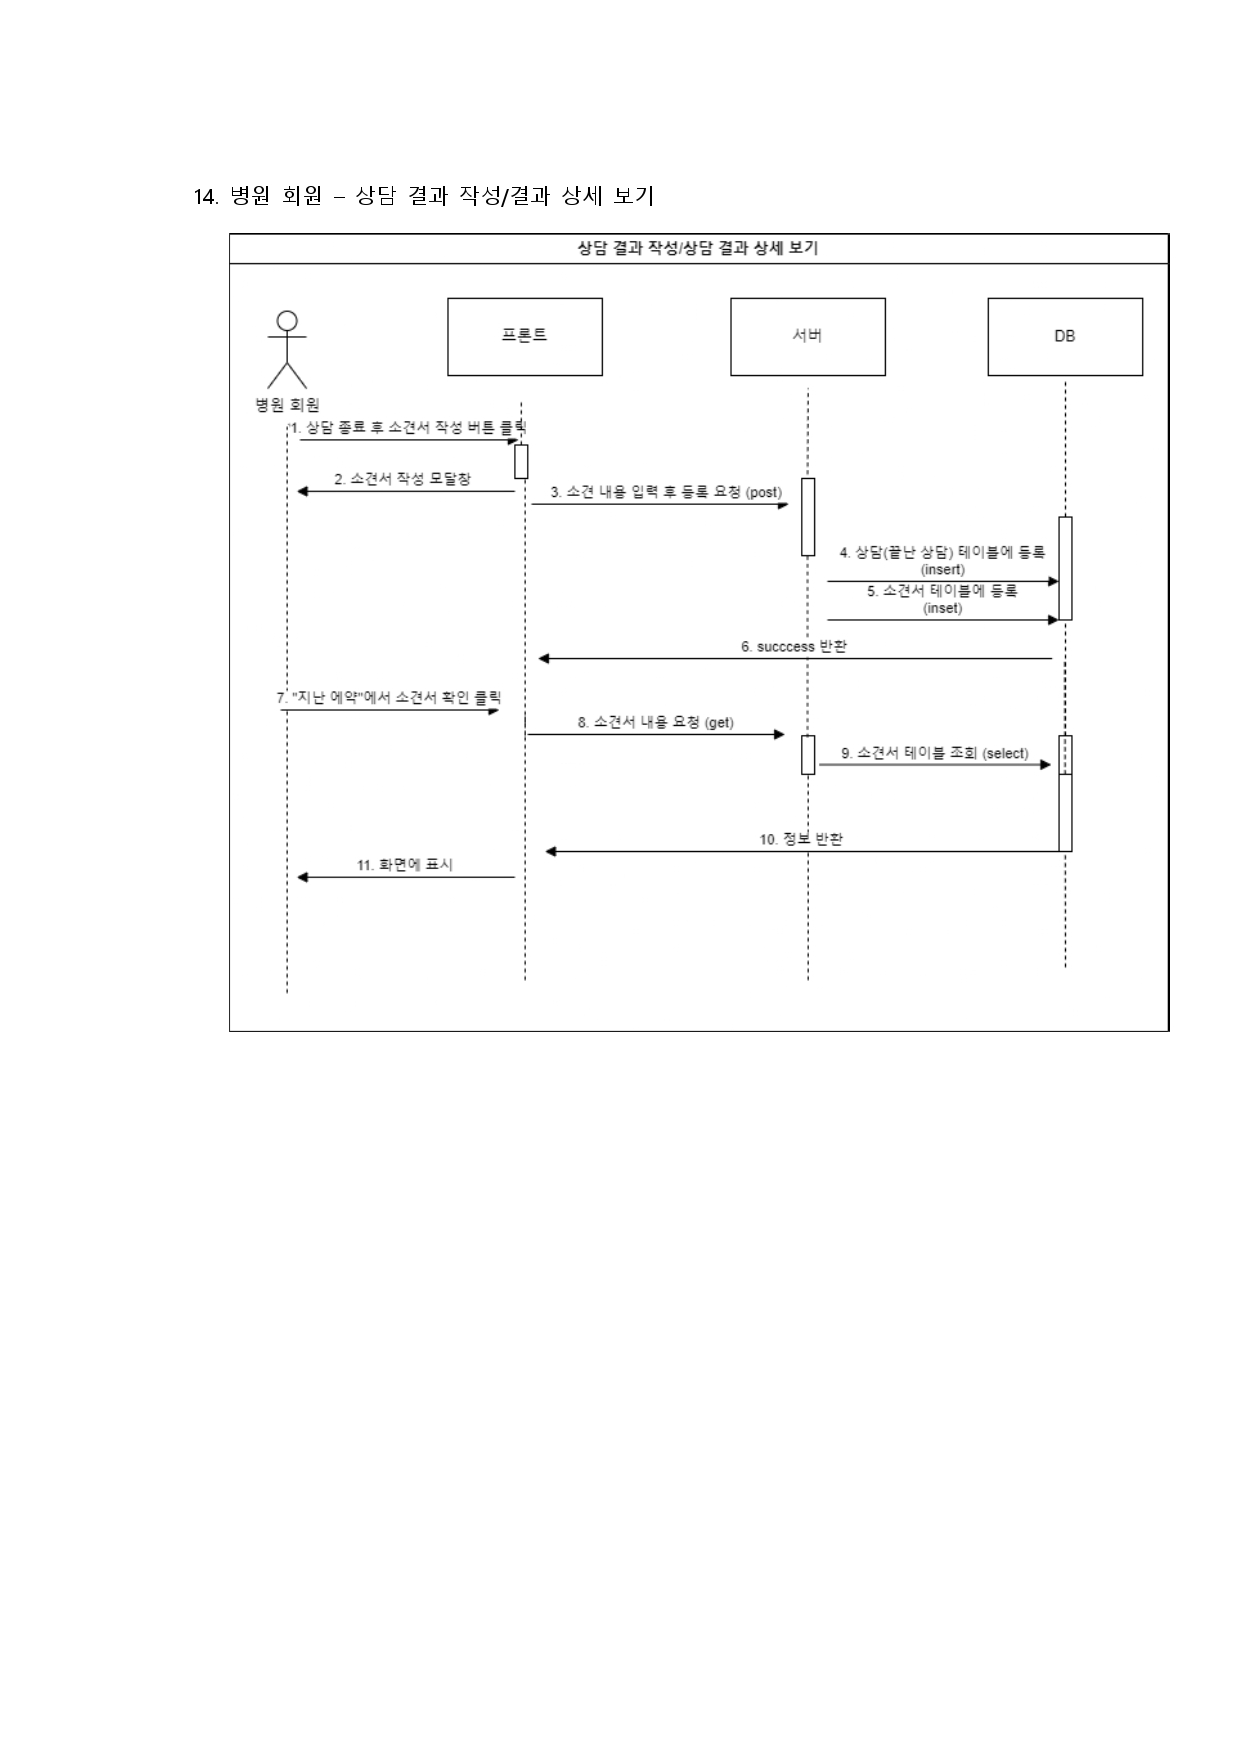 14. 병원 회원 – 상담 결과 작성/결과 상세 보기
상담 결과 작성/상담 결과 상세 보기
프론트
서버
DB
병원 회원
1. 상담 종료 후 소견서 작성 버튼 클릭
2. 소견서 작성 모달창
3. 소견 내용 입력 후 등록 요청 (post)
4. 상담(끝난 상담) 테이블에 등록
(insert)
5. 소견서 테이블에 등록
(inset)
6. succcess 반환
7. "지난 에약"에서 소견서 확인 클릭
8. 소견서 내용 요청 (get)
9. 소견서 테이블 조회 (select)
10. 정보 반환
11. 화면에 표시